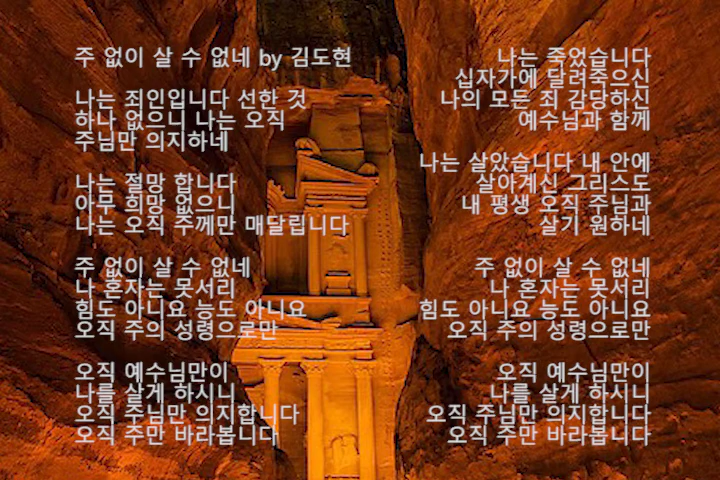 주 없이 살 수 없네 by 김도현
나는 죄인입니다 선한 것
하나 없으니 나는 오직
주님만 의지하네
나는 절망 합니다
아무 희망 없으니
나는 오직 주께만 매달립니다
주 없이 살 수 없네
나 혼자는 못서리
힘도 아니요 능도 아니요
오직 주의 성령으로만
오직 예수님만이
나를 살게 하시니
오직 주님만 의지합니다
오직 주만 바라봅니다
나는 죽었습니다
십자가에 달려죽으신
나의 모든 죄 감당하신
예수님과 함께
나는 살았습니다 내 안에
살아계신 그리스도
내 평생 오직 주님과
살기 원하네
주 없이 살 수 없네
나 혼자는 못서리
힘도 아니요 능도 아니요
오직 주의 성령으로만
오직 예수님만이
나를 살게 하시니
오직 주님만 의지합니다
오직 주만 바라봅니다